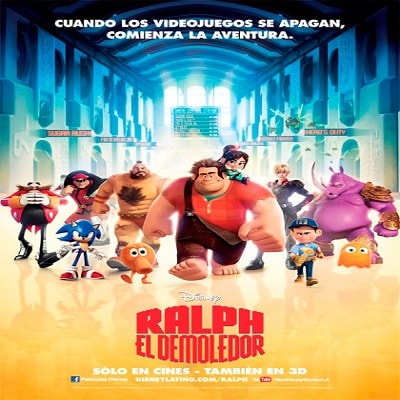 CUANDO LOS VIDEOJUEGOS SE APAGAN,
COMIENZA LA AVENTURA.
SUGAR RUSH
HERO'S DUTY
Disney
RALPH
EL DEMOLEDOR
SÓLO EN CINES - TAMBIÉN EN 3D
DISNEYLATINO.COM/RALPH